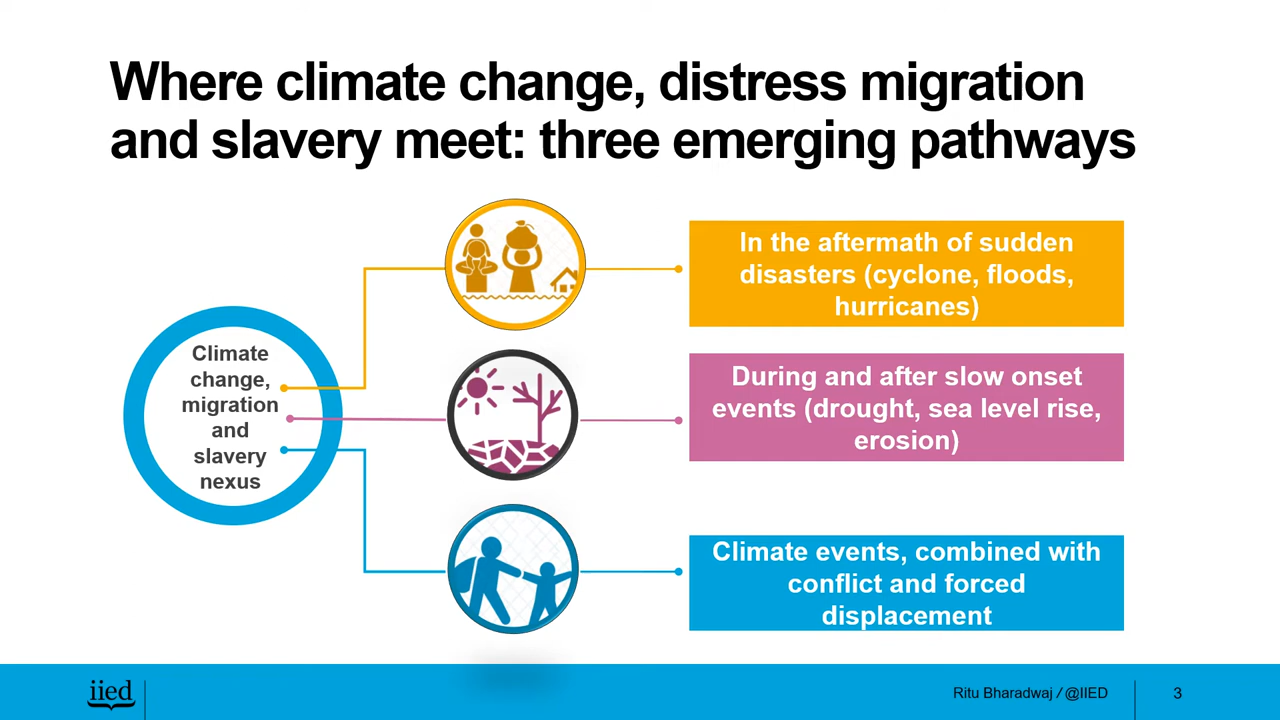 Where climate change, distress migration
and slavery meet: three emerging pathways
Climate
change,
migration
and
slavery
nexus
In the aftermath of sudden
disasters (cyclone, floods,
hurricanes)
During and after slow onset
events (drought, sea level rise,
erosion)
Climate events, combined with
conflict and forced
displacement
iied
Ritu Bharadwaj / @IIED
3